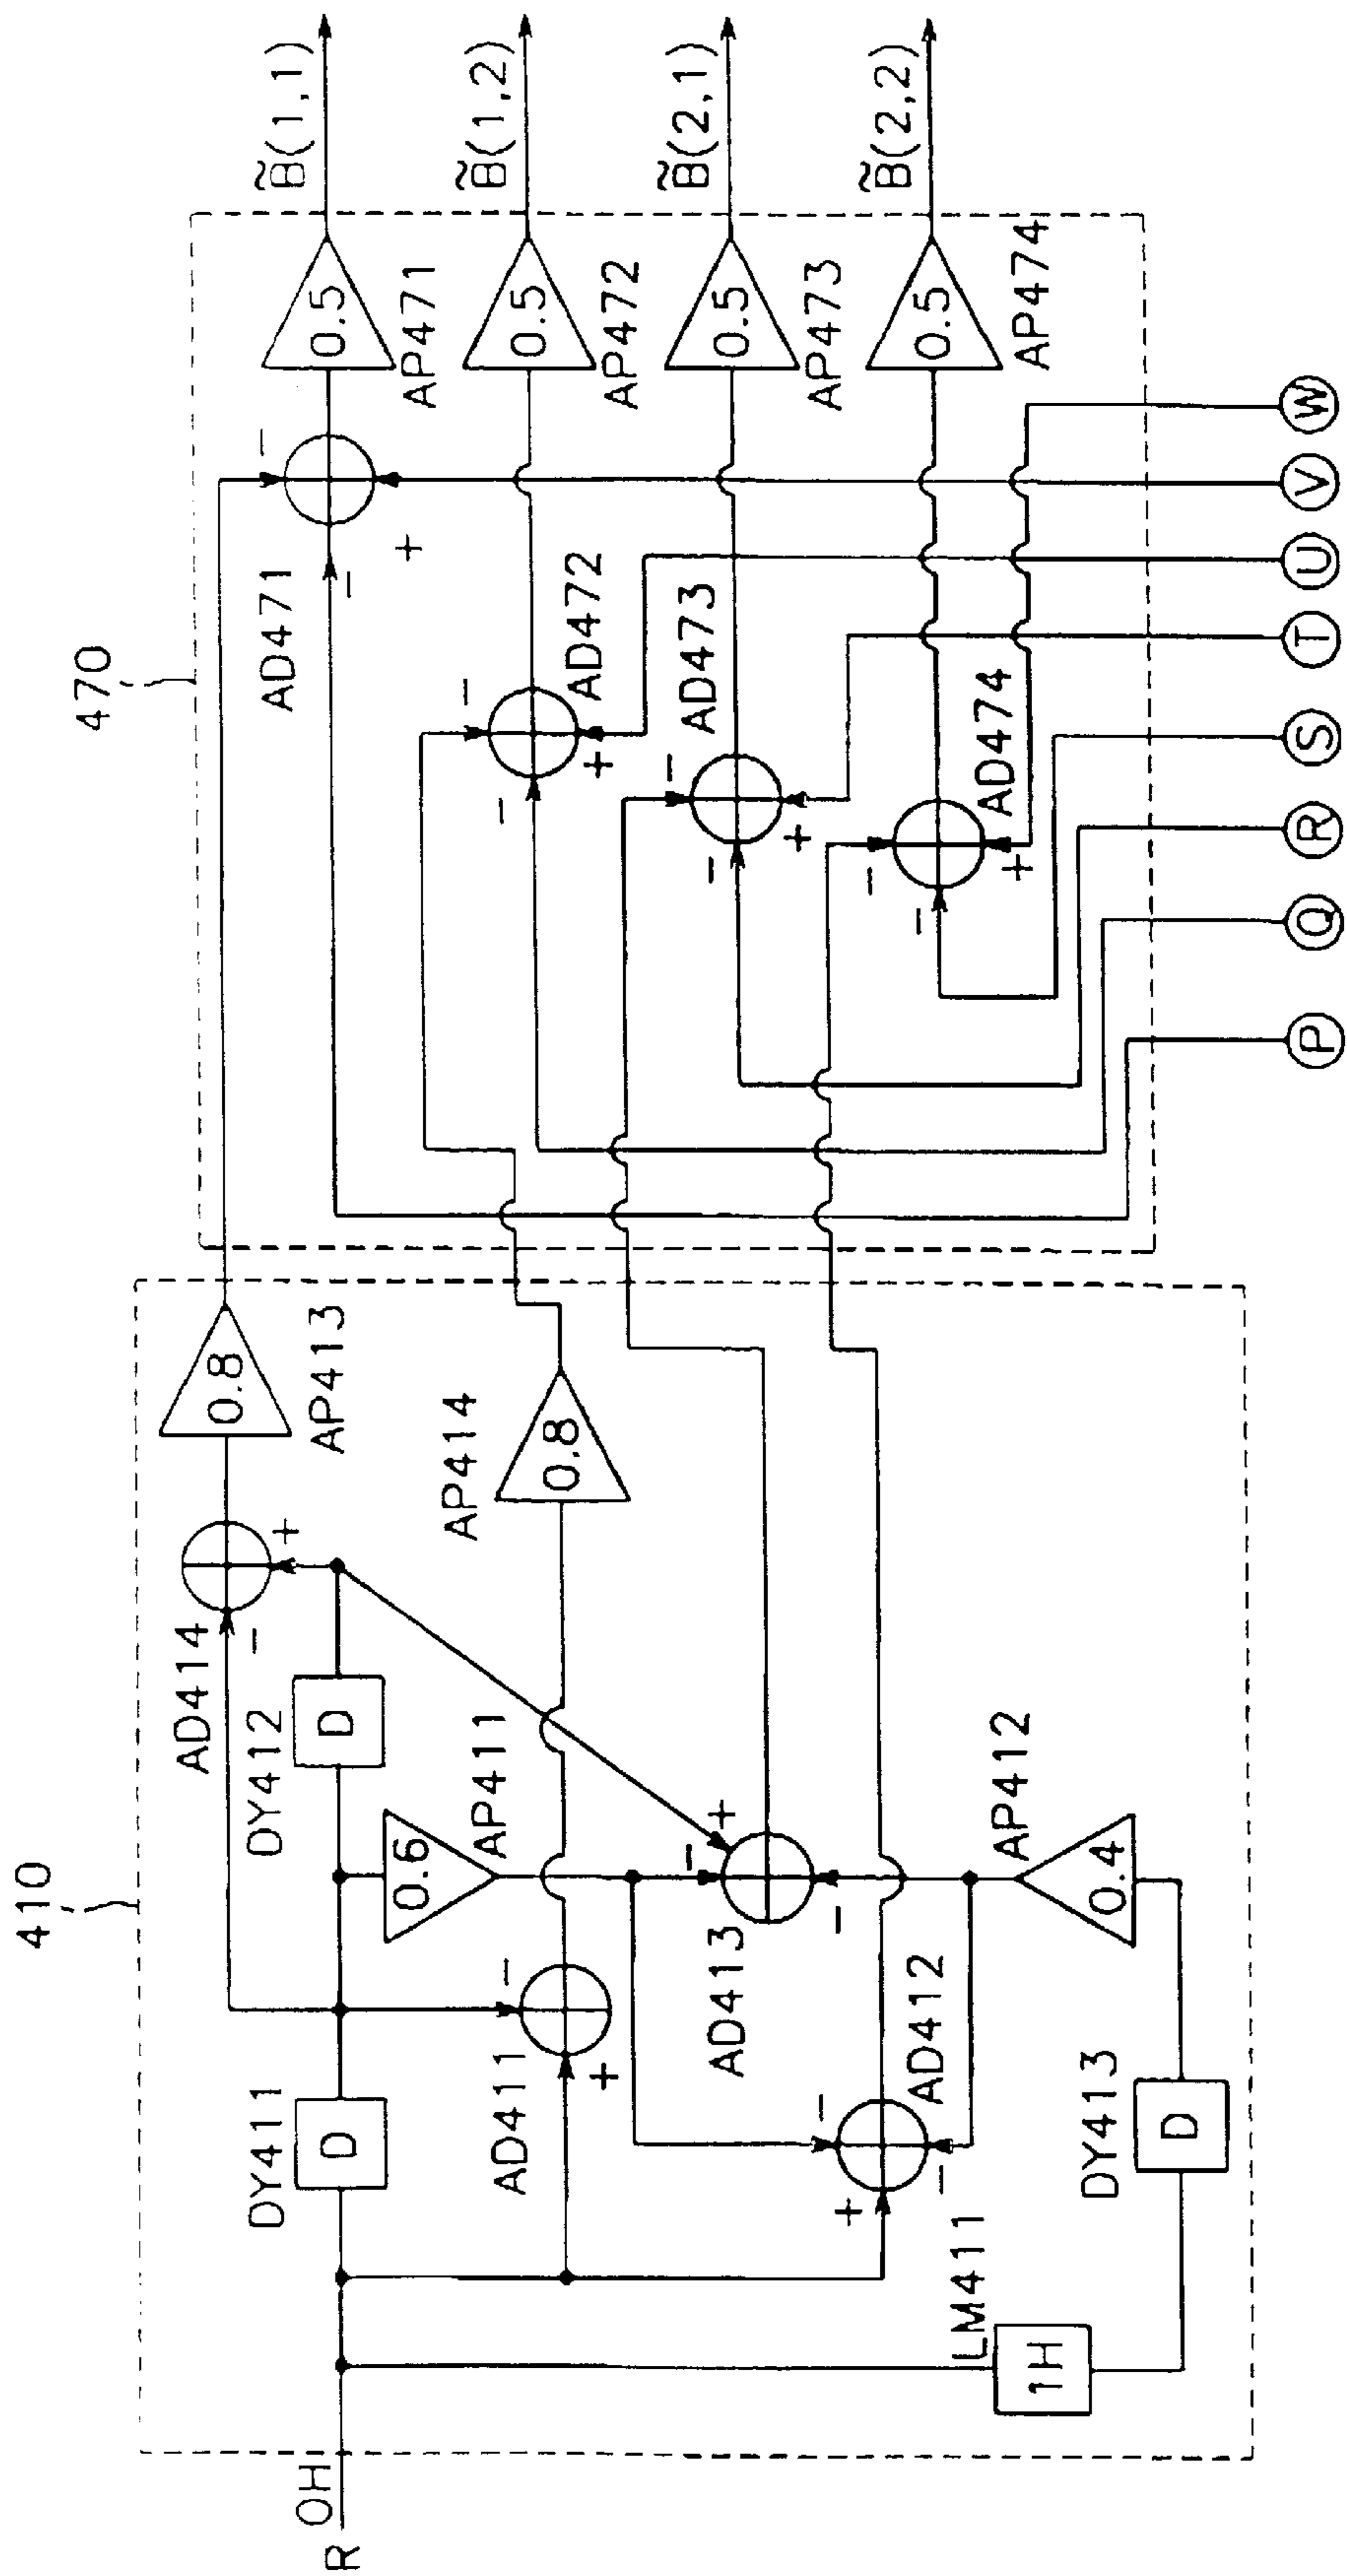 410
470
R
OH
DY411
D
AD414
-
+
0.8
AP413
DY412
D
0.6
AP411
AD411
-
+
AP414
0.8
AD413
-
+
-
AD412
+
-
-
AP412
0.4
LM411
1H
DY413
D
AD471
-
-
+
0.5
AP471
B̃(1,1)
AD472
-
-
+
0.5
AP472
B̃(1,2)
AD473
-
-
+
0.5
AP473
B̃(2,1)
AD474
-
-
+
0.5
AP474
B̃(2,2)
P
Q
R
S
T
U
V
W